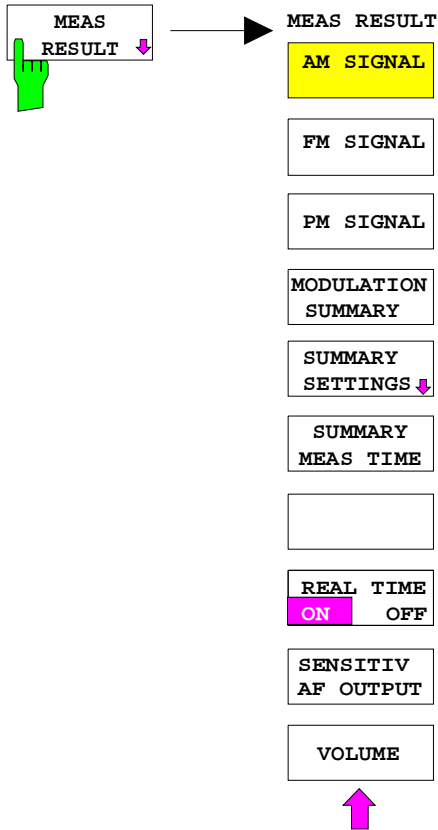 MEAS
RESULT
MEAS RESULT
AM SIGNAL
FM SIGNAL
PM SIGNAL
MODULATION
SUMMARY
SUMMARY
SETTINGS
SUMMARY
MEAS TIME
REAL TIME
ON OFF
SENSITIV
AF OUTPUT
VOLUME